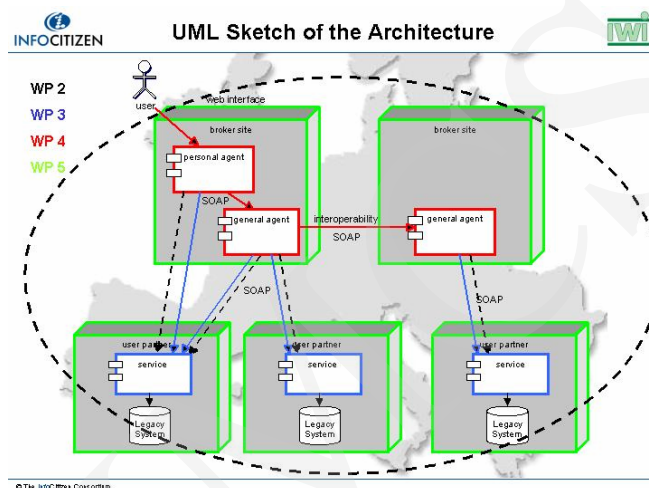 INFOCITIZEN
UML Sketch of the Architecture
IWi
WP 2
WP 3
WP 4
WP 5
user
web interface
broker site
broker site
personal agent
SOAP
general agent
interoperability
SOAP
general agent
SOAP
SOAP
user partner
user partner
user partner
service
service
service
Legacy
System
Legacy
System
Legacy
System
© The InfoCitizen Consortium